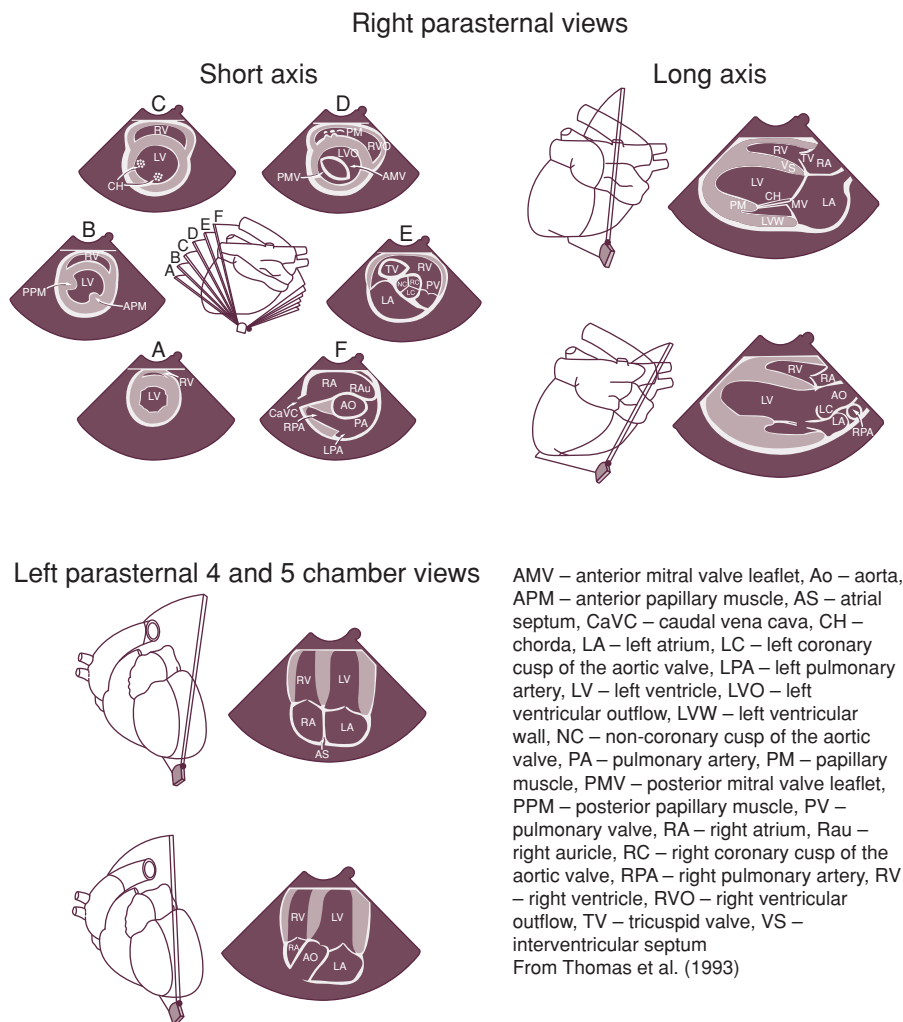 Right parasternal views
Short axis
Long axis
C
RV
LV
CH
D
PM
RVO
LVO
PMV
AMV
RV
TV
RA
VS
LV
CH
PM
MV
LA
LVW
B
RV
LV
PPM
APM
A
B
C
D
E
F
E
TV
RV
NC
RC
LC
PV
LA
A
RV
LV
F
RA
RAu
AO
CaVC
RPA
PA
LPA
RV
RA
LV
AO
LC
LA
RPA
Left parasternal 4 and 5 chamber views
RV
LV
RA
LA
AS
RV
LV
RA
AO
LA
AMV – anterior mitral valve leaflet, Ao – aorta,
APM – anterior papillary muscle, AS – atrial
septum, CaVC – caudal vena cava, CH –
chorda, LA – left atrium, LC – left coronary
cusp of the aortic valve, LPA – left pulmonary
artery, LV – left ventricle, LVO – left
ventricular outflow, LVW – left ventricular
wall, NC – non-coronary cusp of the aortic
valve, PA – pulmonary artery, PM – papillary
muscle, PMV – posterior mitral valve leaflet,
PPM – posterior papillary muscle, PV –
pulmonary valve, RA – right atrium, Rau –
right auricle, RC – right coronary cusp of the
aortic valve, RPA – right pulmonary artery, RV
– right ventricle, RVO – right ventricular
outflow, TV – tricuspid valve, VS –
interventricular septum
From Thomas et al. (1993)